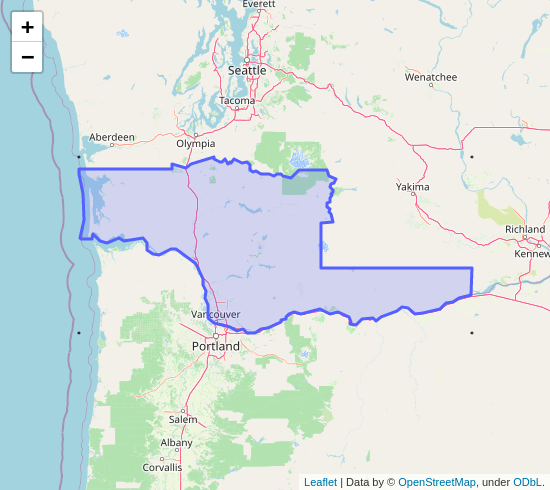 Everett
+
−
Seattle
Wenatchee
Tacoma
Aberdeen
Olympia
Yakima
Richland
Kennew
Vancouver
Portland
Salem
Albany
Corvallis
Leaflet | Data by © OpenStreetMap, under ODbL.